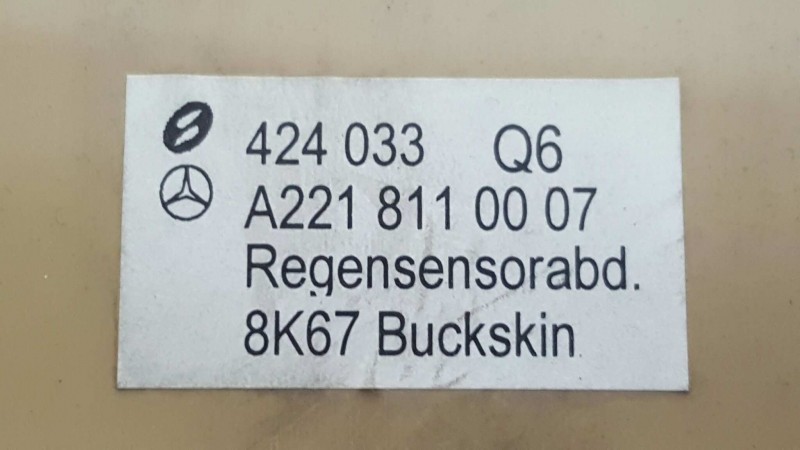 424 033 Q6
A221 811 00 07
Regensensorabd.
8K67 Buckskin